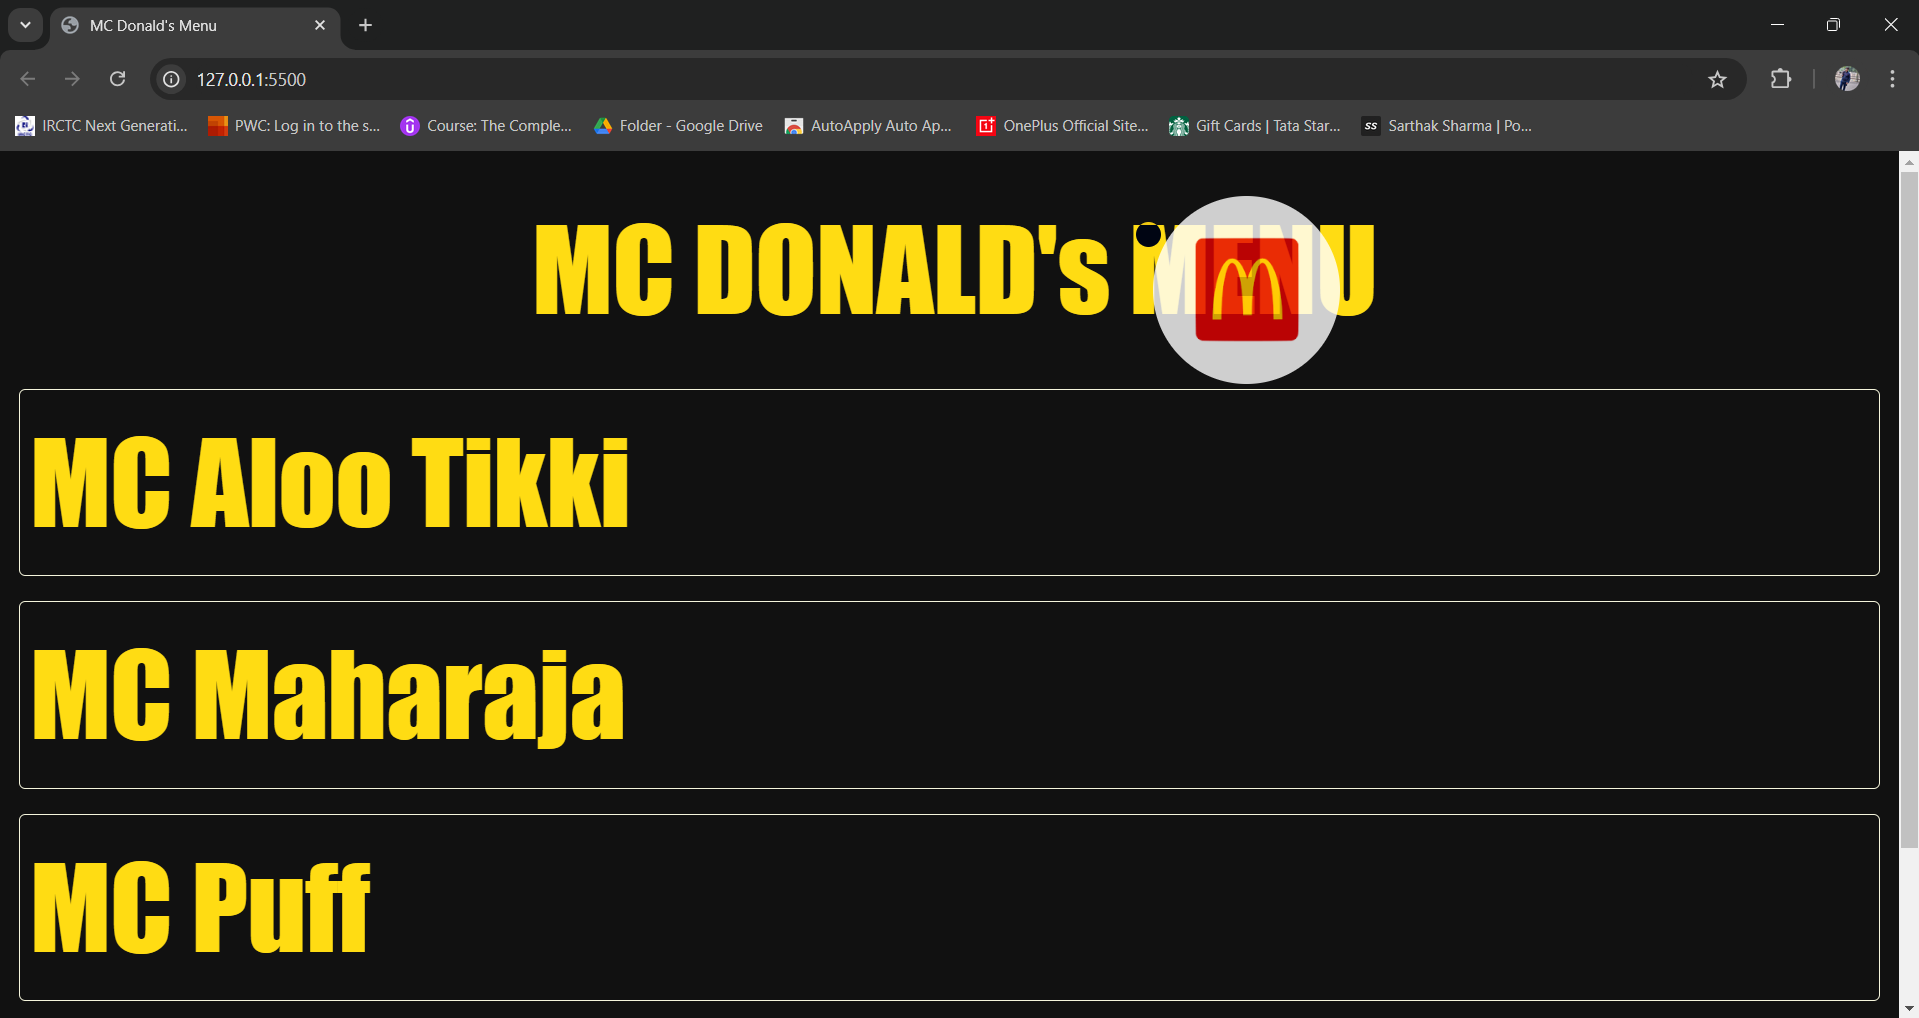 MC Donald's Menu
127.0.0.1:5500
IRCTC Next Generati...
PWC: Log in to the s...
Course: The Comple...
Folder - Google Drive
AutoApply Auto Ap...
OnePlus Official Site...
Gift Cards | Tata Star...
SS Sarthak Sharma | Po...
MC DONALD's MENU
MC Aloo Tikki
MC Maharaja
MC Puff